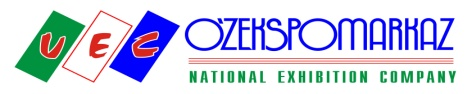 UEC O'ZEKSPOMARKAZ
NATIONAL EXHIBITION COMPANY